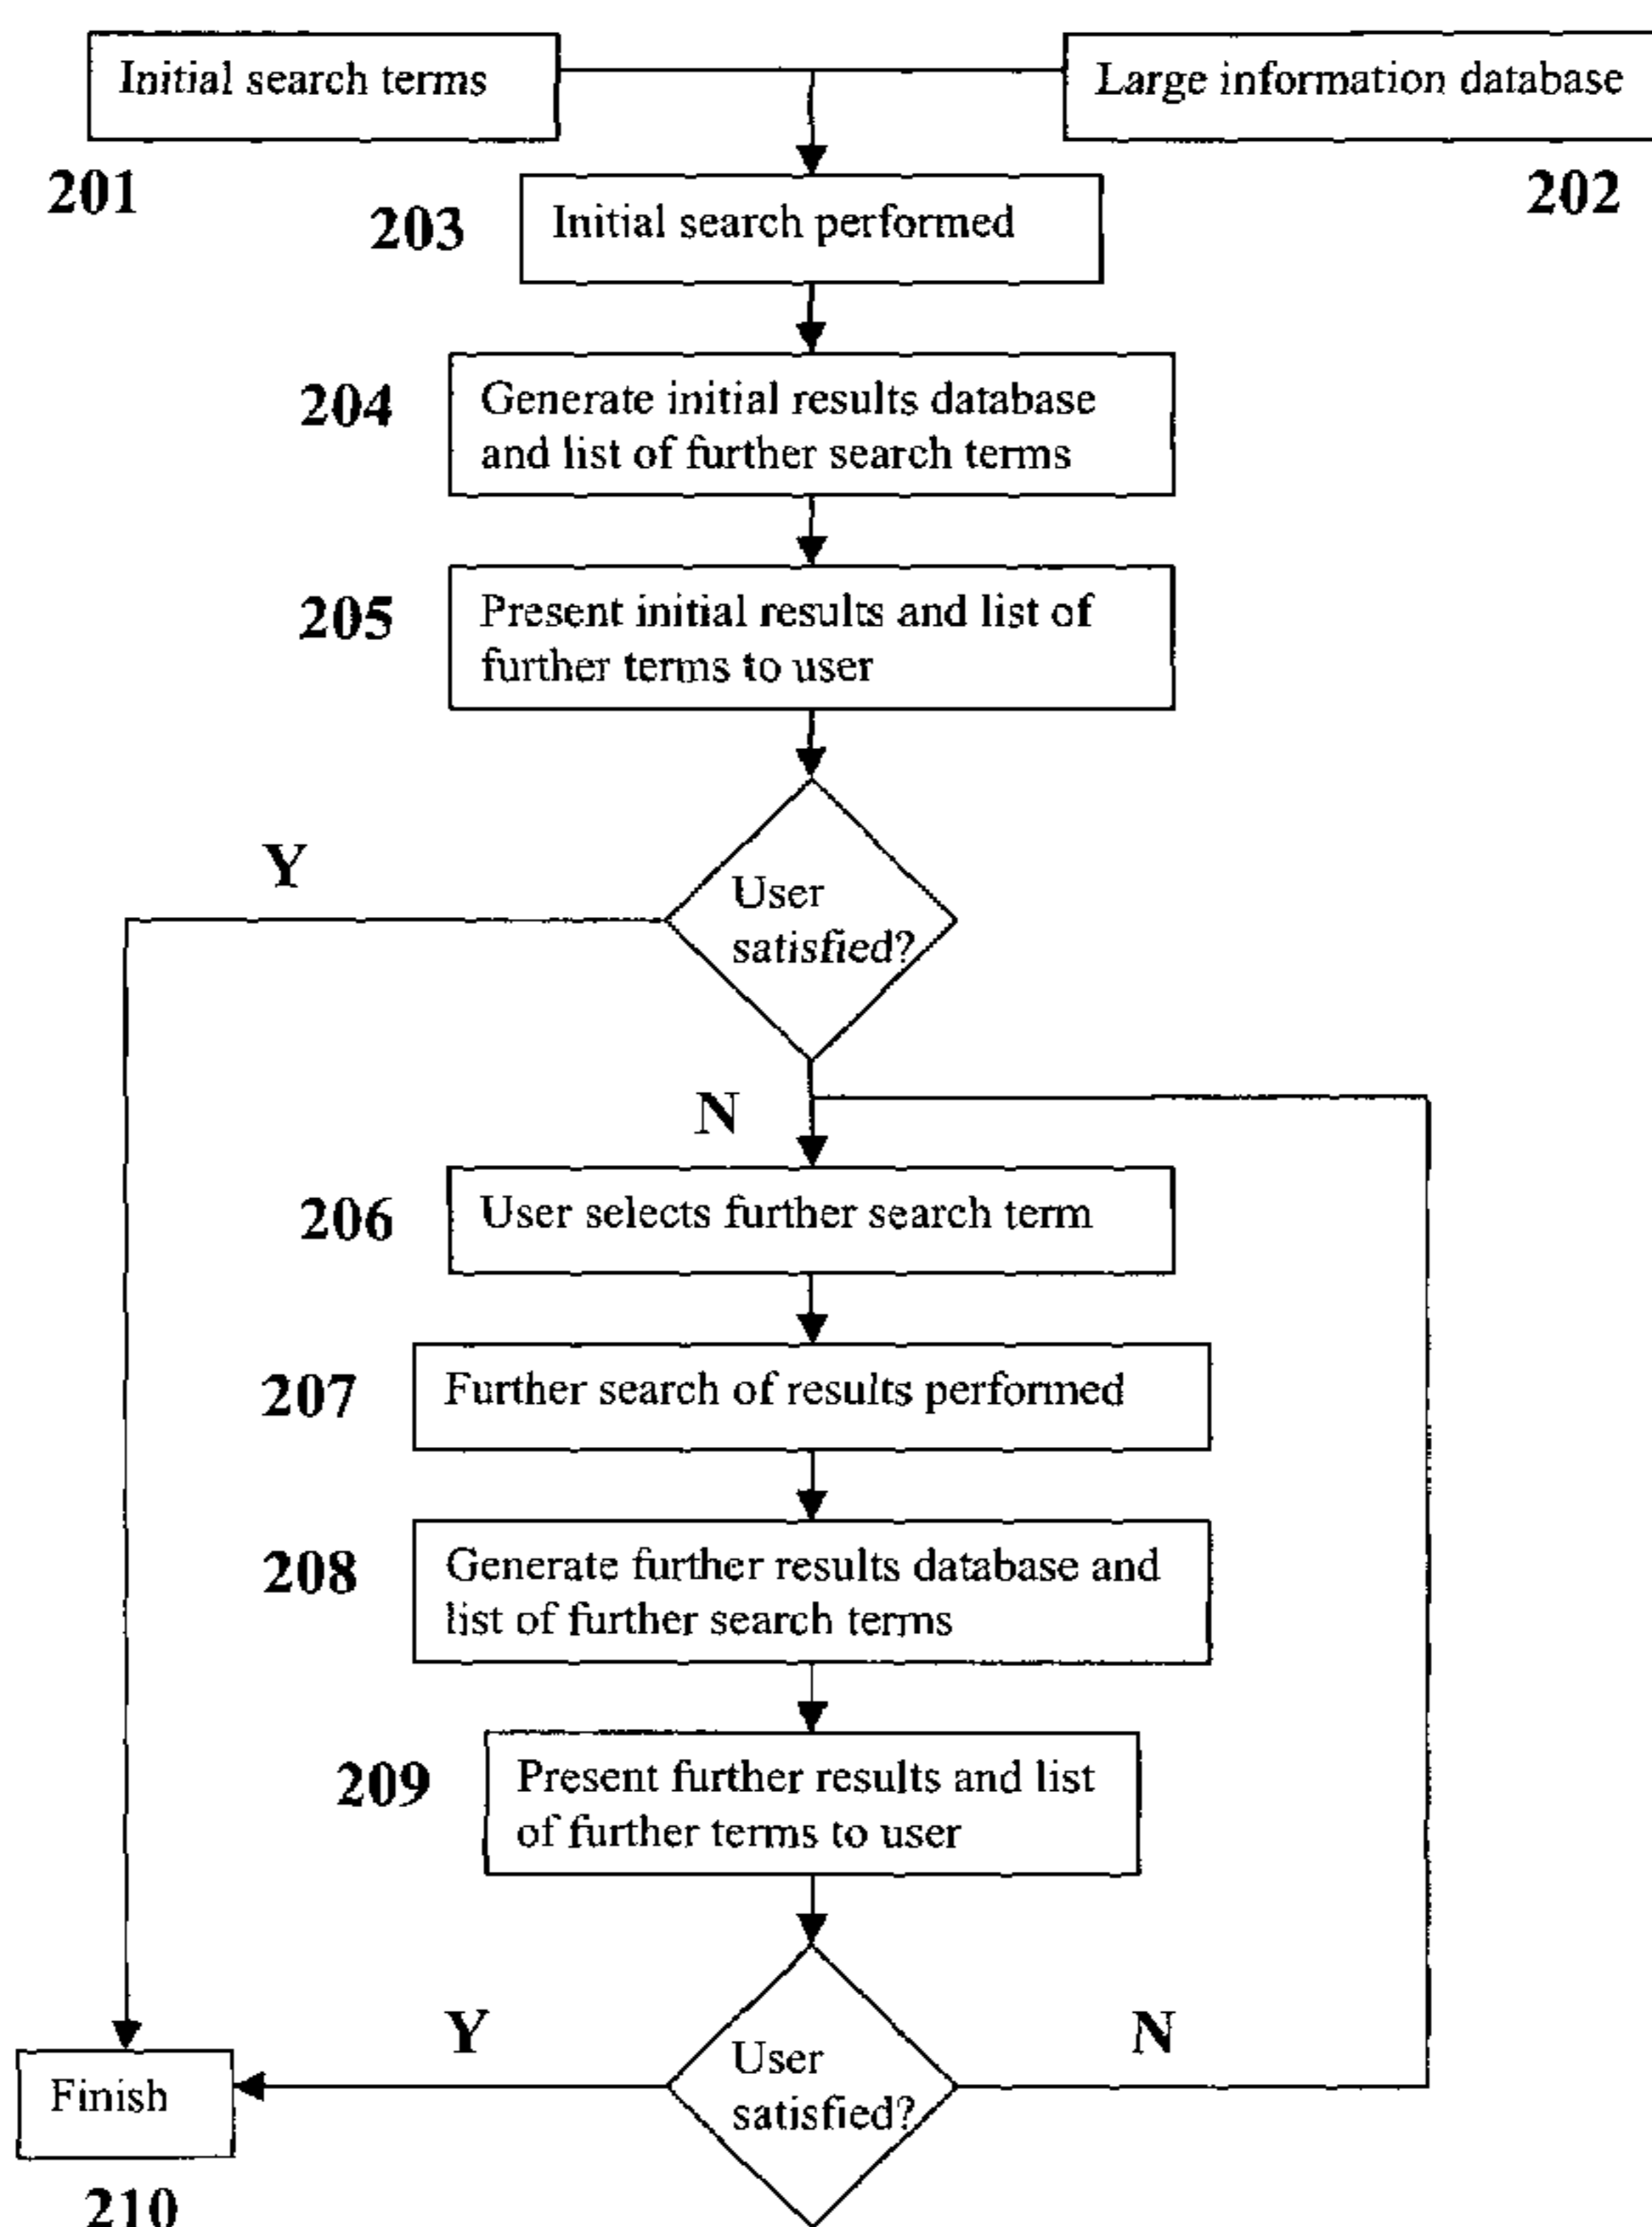 Initial search terms
Large information database
201
202
203
Initial search performed
204
Generate initial results database
and list of further search terms
205
Present initial results and list of
further terms to user
Y
User
satisfied?
N
206
User selects further search term
207
Further search of results performed
208
Generate further results database and
list of further search terms
209
Present further results and list
of further terms to user
Y
N
User
satisfied?
Finish
210